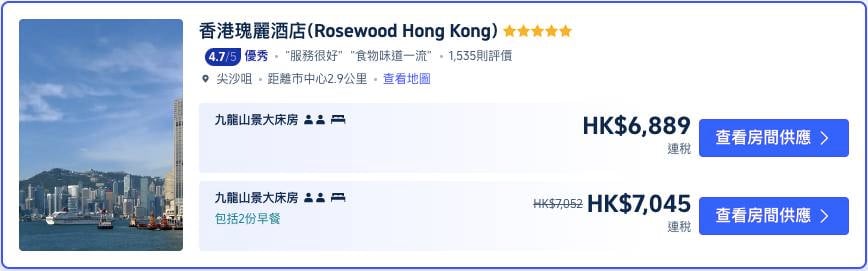 香港瑰麗酒店(Rosewood Hong Kong)
4.7/5 優秀 • "服務很好" "食物味道一流" • 1,535則評價
尖沙咀 • 距離市中心2.9公里 • 查看地圖
九龍山景大床房
HK$6,889
連稅
查看房間供應
九龍山景大床房
包括2份早餐
HK$7,052 HK$7,045
連稅
查看房間供應